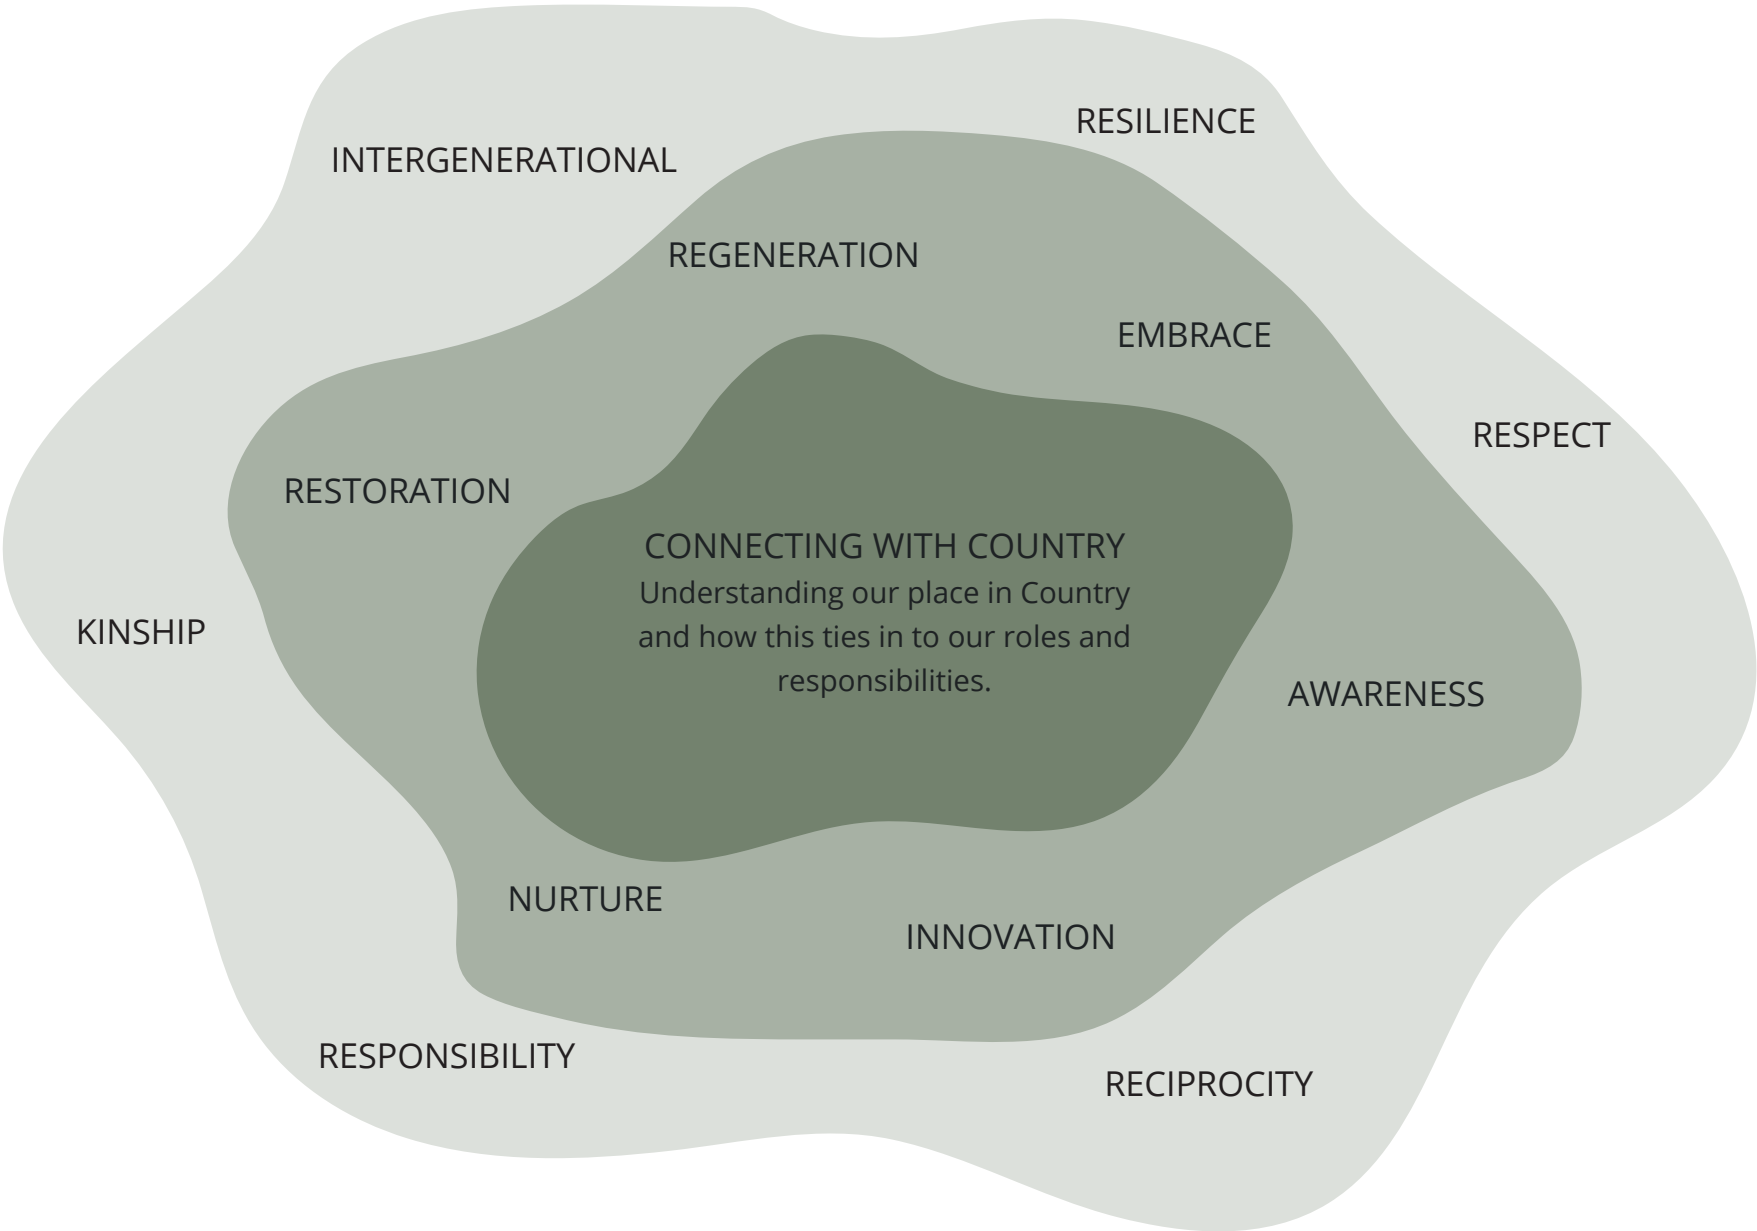 RESILIENCE
INTERGENERATIONAL
REGENERATION
EMBRACE
RESPECT
RESTORATION
CONNECTING WITH COUNTRY
Understanding our place in Country
and how this ties in to our roles and
responsibilities.
KINSHIP
AWARENESS
NURTURE
INNOVATION
RESPONSIBILITY
RECIPROCITY